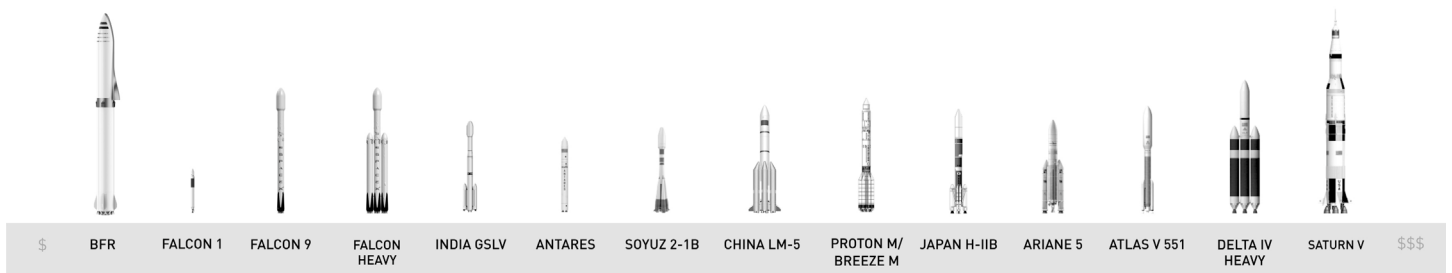 $
BFR
FALCON 1
FALCON 9
FALCON
HEAVY
INDIA GSLV
ANTARES
SOYUZ 2-1B
CHINA LM-5
PROTON M/
BREEZE M
JAPAN H-IIB
ARIANE 5
ATLAS V 551
DELTA IV
HEAVY
SATURN V
$$$